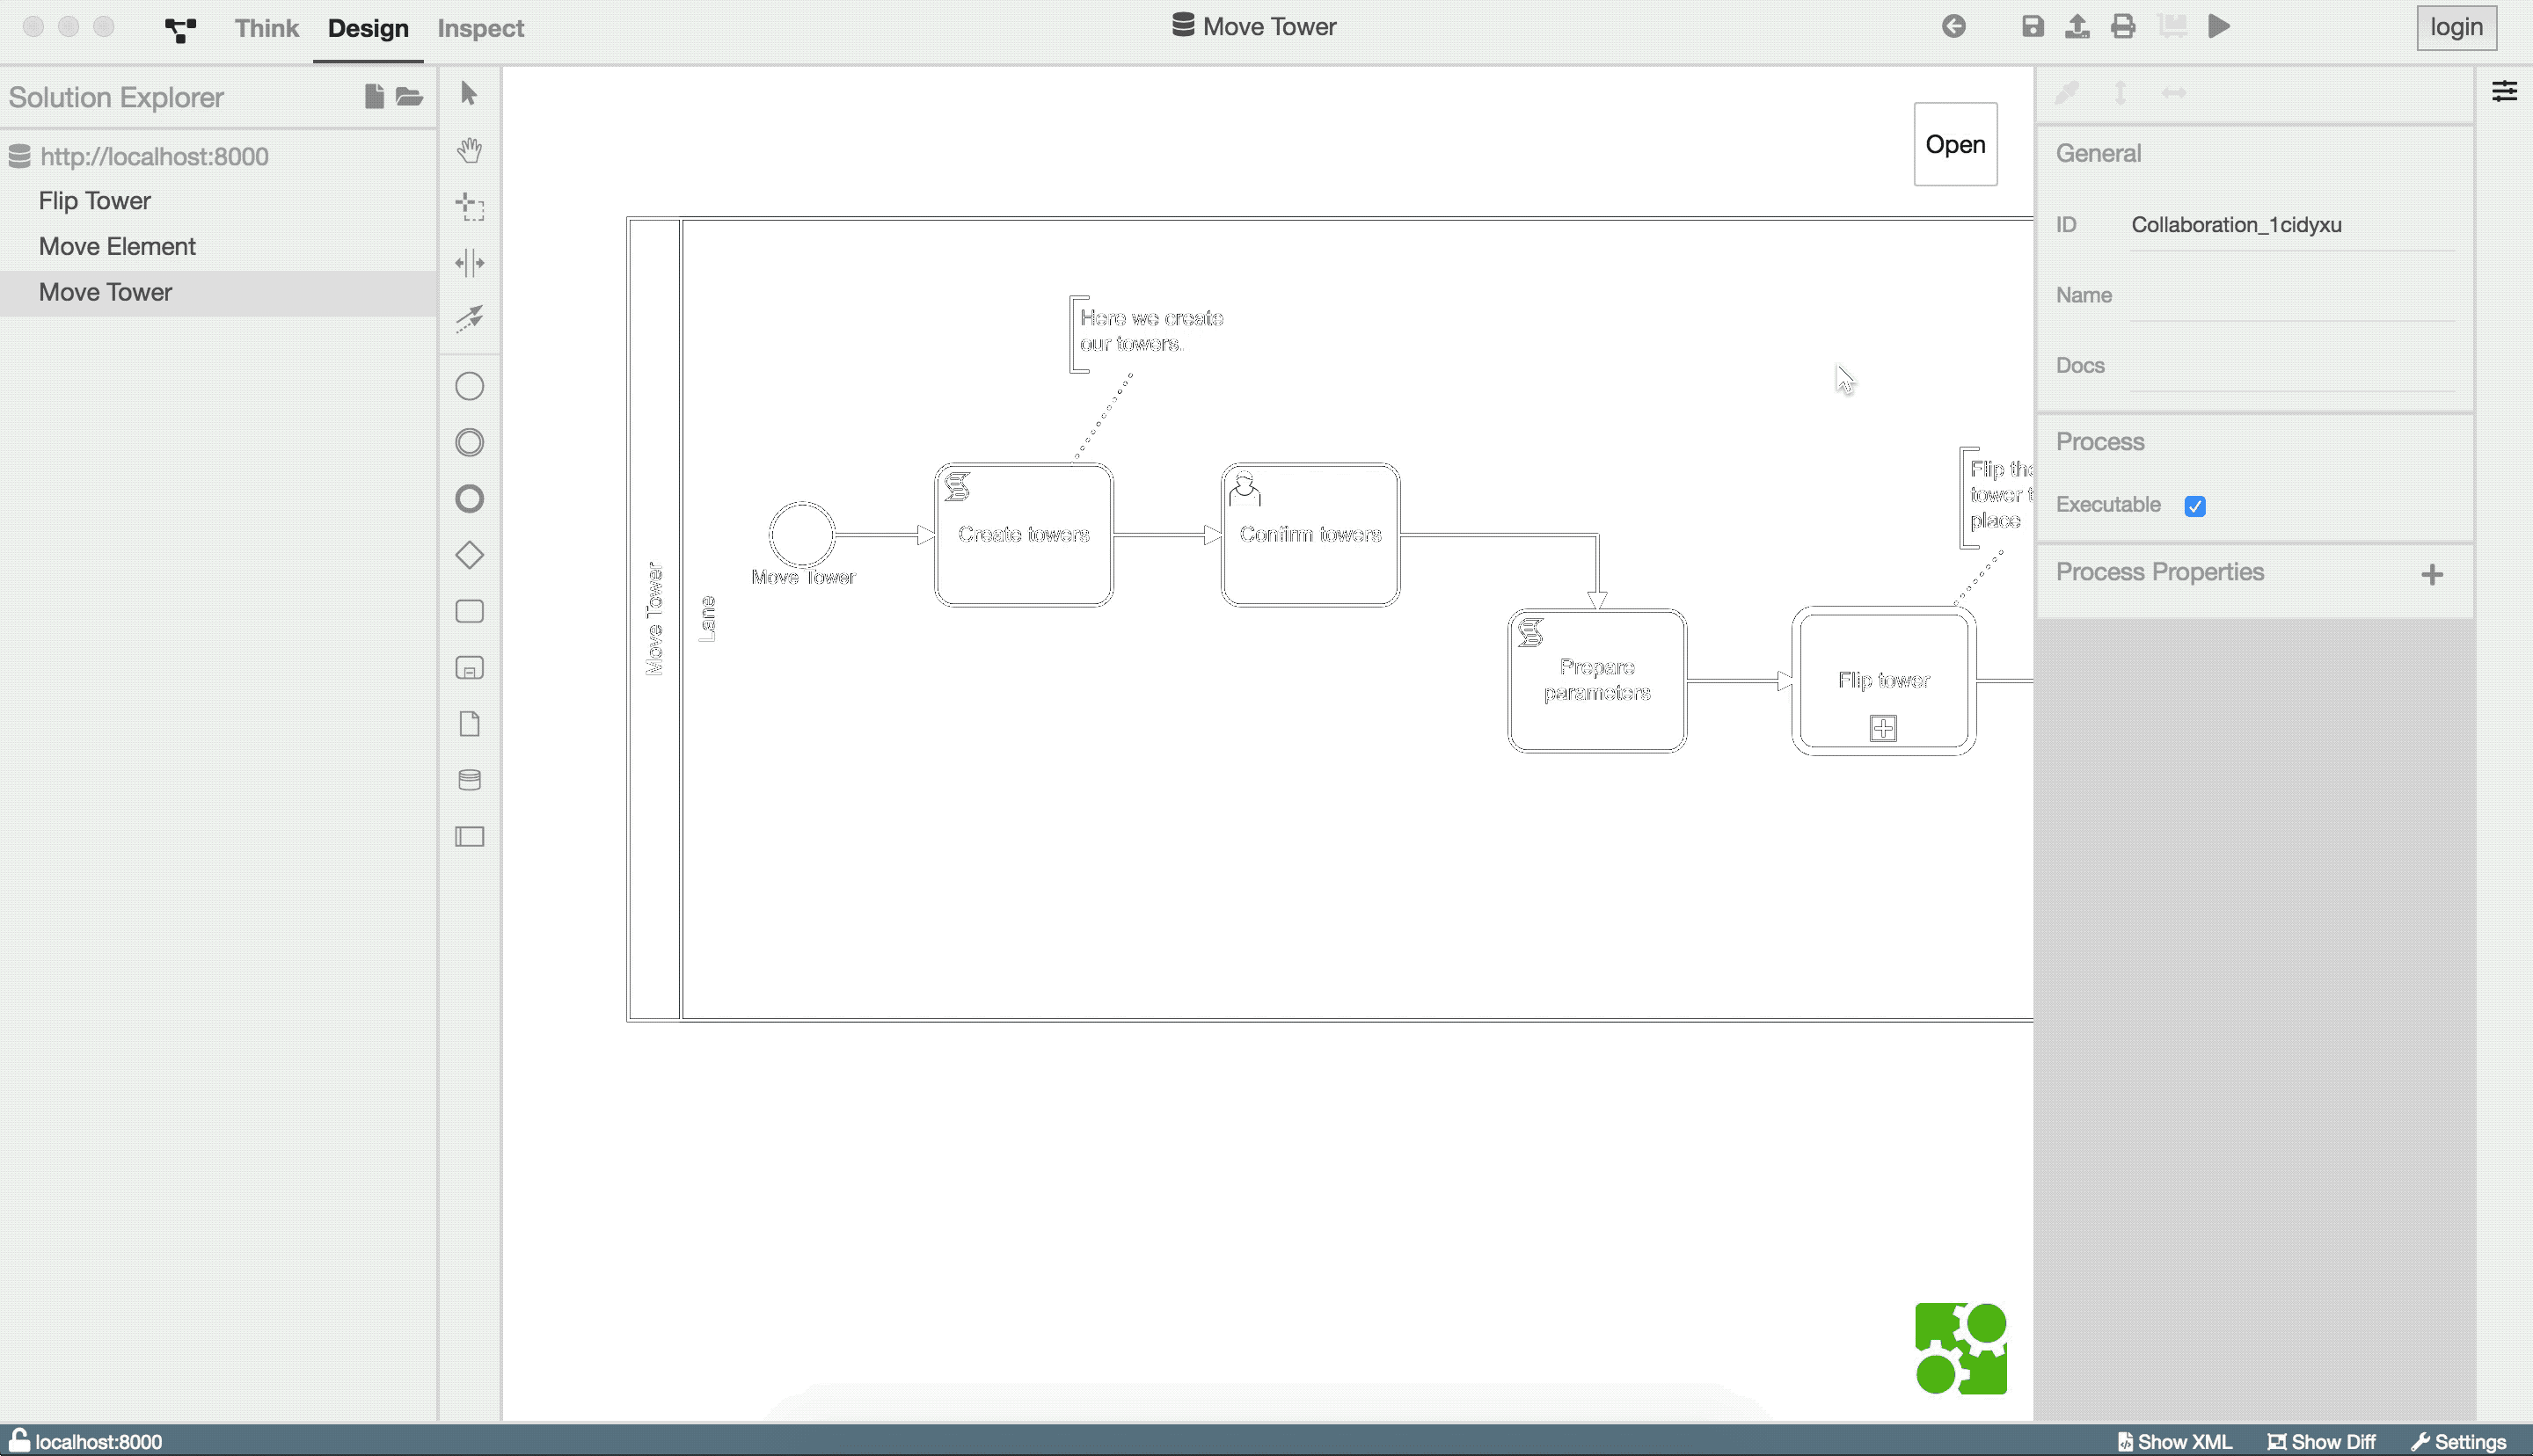 Think
Design
Inspect
Move Tower
login
Solution Explorer
http://localhost:8000
Flip Tower
Move Element
Move Tower
Open
Move Tower
Lane
Here we create
our towers.
Move Tower
Create towers
Confirm towers
Prepare
parameters
Flip tower
Flip the
tower
place
General
ID
Collaboration_1cidyxu
Name
Docs
Process
Executable
Process Properties
localhost:8000
Show XML
Show Diff
Settings